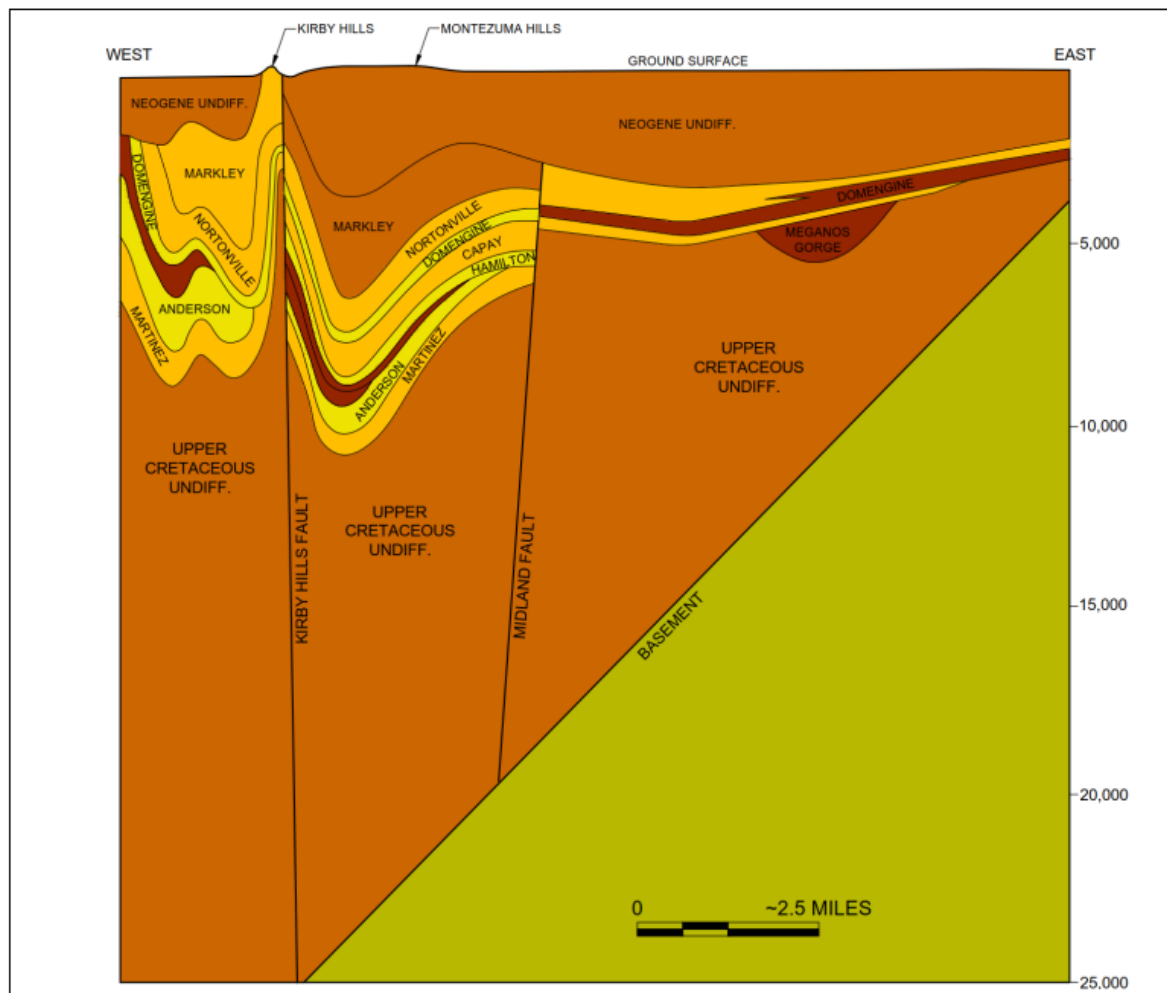 KIRBY HILLS
MONTEZUMA HILLS
WEST
GROUND SURFACE
EAST
NEOGENE UNDIFF.
NEOGENE UNDIFF.
MARKLEY
DOMENGINE
NORTONVILLE
ANDERSON
MARTINEZ
MARKLEY
NORTONVILLE
DOMENGINE
CAPAY
HAMILTON
ANDERSON
MARTINEZ
DOMENGINE
MEGANOS
GORGE
5,000
UPPER
CRETACEOUS
UNDIFF.
10,000
UPPER
CRETACEOUS
UNDIFF.
UPPER
CRETACEOUS
UNDIFF.
KIRBY HILLS FAULT
MIDLAND FAULT
BASEMENT
15,000
20,000
0 ~2.5 MILES
25.000